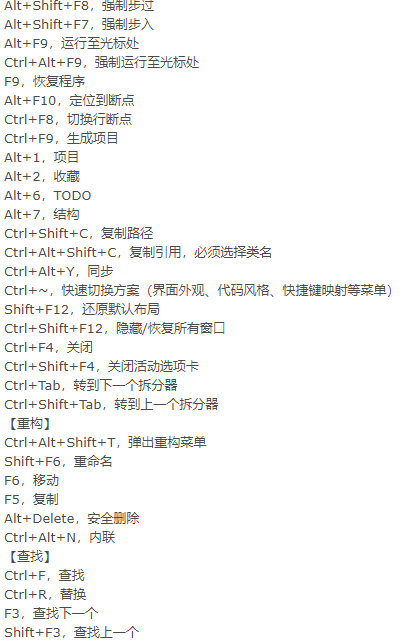 Alt+Shift+F8，强制步过
Alt+Shift+F7，强制步入
Alt+F9，运行至光标处
Ctrl+Alt+F9，强制运行至光标处
F9，恢复程序
Alt+F10，定位到断点
Ctrl+F8，切换行断点
Ctrl+F9，生成项目
Alt+1，项目
Alt+2，收藏
Alt+6，TODO
Alt+7，结构
Ctrl+Shift+C，复制路径
Ctrl+Alt+Shift+C，复制引用，必须选择类名
Ctrl+Alt+Y，同步
Ctrl+~，快速切换方案（界面外观、代码风格、快捷键映射等菜单）
Shift+F12，还原默认布局
Ctrl+Shift+F12，隐藏/恢复所有窗口
Ctrl+F4，关闭
Ctrl+Shift+F4，关闭活动选项卡
Ctrl+Tab，转到下一个拆分器
Ctrl+Shift+Tab，转到上一个拆分器
【重构】
Ctrl+Alt+Shift+T，弹出重构菜单
Shift+F6，重命名
F6，移动
F5，复制
Alt+Delete，安全删除
Ctrl+Alt+N，内联
【查找】
Ctrl+F，查找
Ctrl+R，替换
F3，查找下一个
Shift+F3，查找上一个